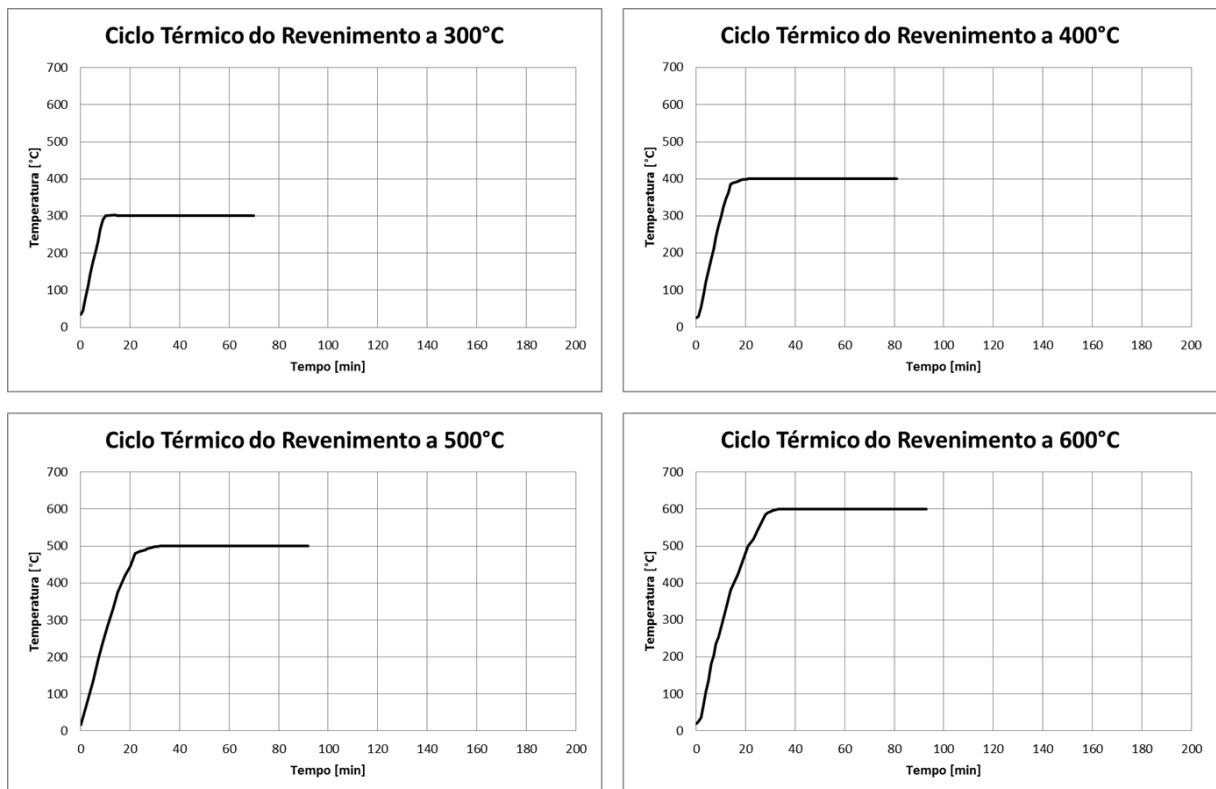 Ciclo Térmico do Revenimento a 300°C
700
600
500
400
300
200
100
0
Temperatura [°C]
0 20 40 60 80 100 120 140 160 180 200
Tempo [min]
Ciclo Térmico do Revenimento a 400°C
700
600
500
400
300
200
100
0
Temperatura [°C]
0 20 40 60 80 100 120 140 160 180 200
Tempo [min]
Ciclo Térmico do Revenimento a 500°C
700
600
500
400
300
200
100
0
Temperatura [°C]
0 20 40 60 80 100 120 140 160 180 200
Tempo [min]
Ciclo Térmico do Revenimento a 600°C
700
600
500
400
300
200
100
0
Temperatura [°C]
0 20 40 60 80 100 120 140 160 180 200
Tempo [min]